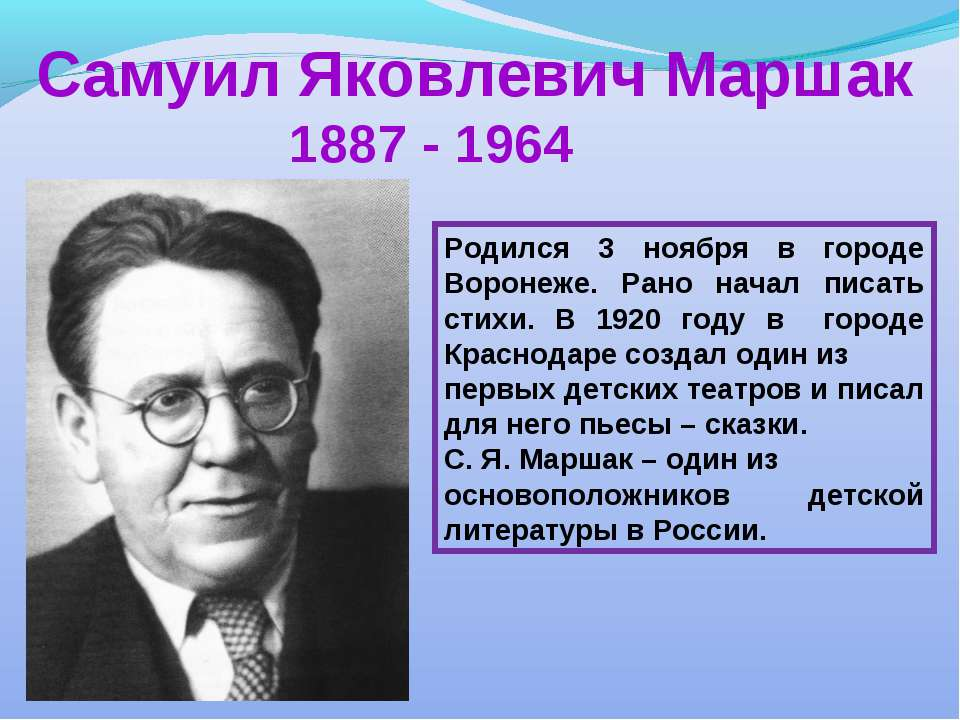 Самуил Яковлевич Маршак
1887 - 1964
Родился 3 ноября в городе
Воронеже. Рано начал писать
стихи. В 1920 году в городе
Краснодаре создал один из
первых детских театров и писал
для него пьесы – сказки.
С. Я. Маршак – один из
основоположников детской
литературы в России.